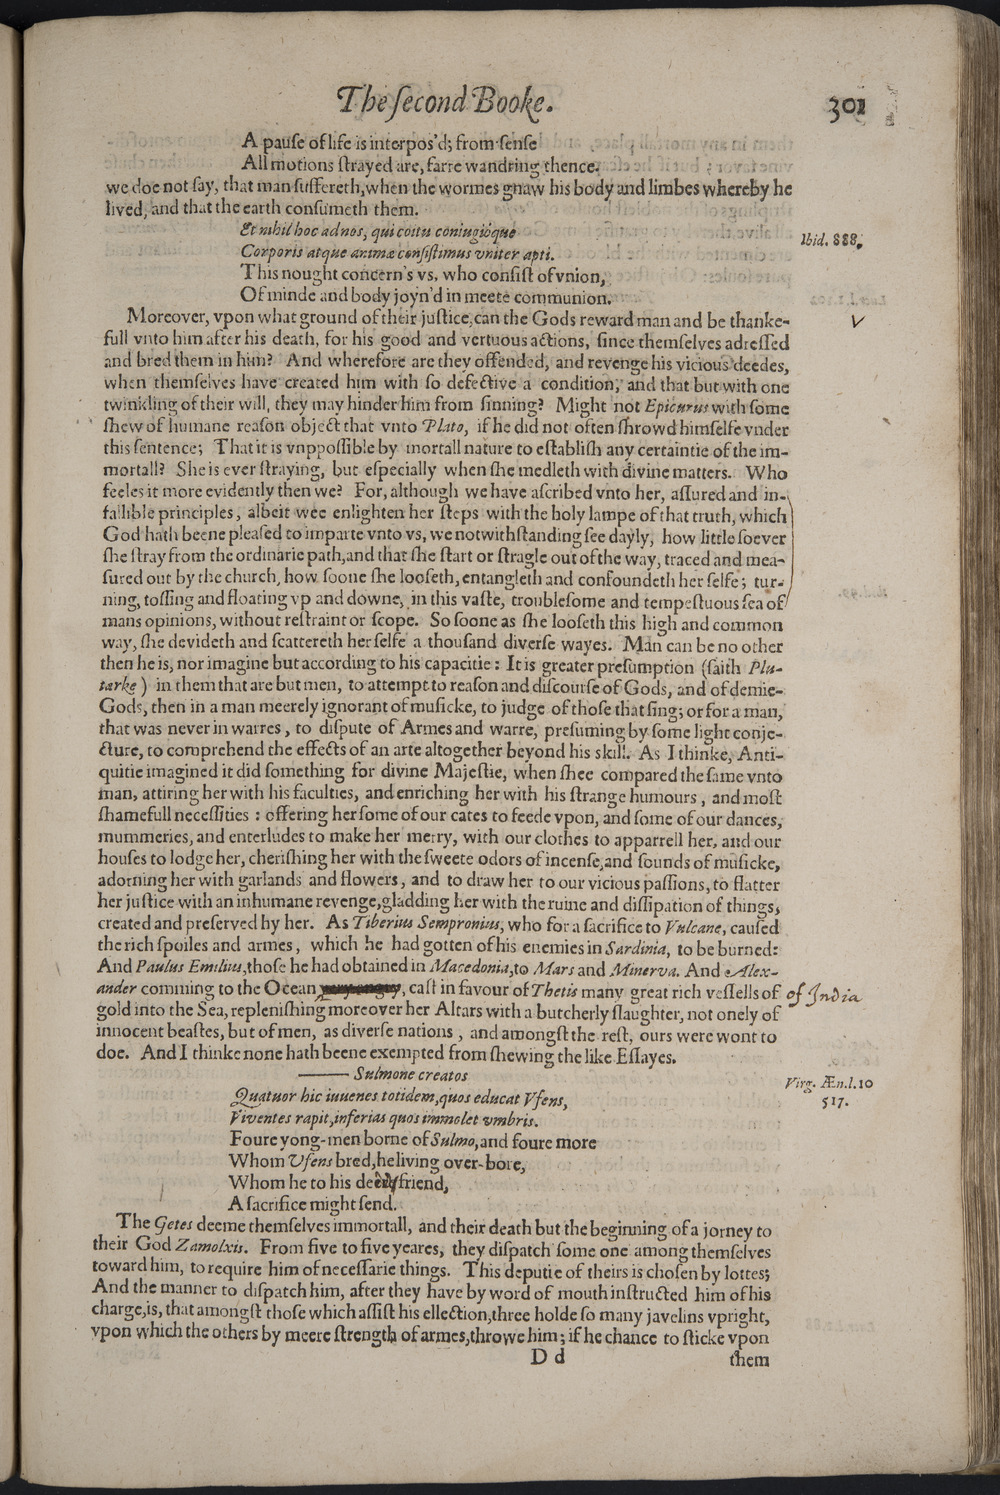 The ſecond Booke.
301
A pauſe of life is interpos'd; from ſenſe
All motions ſtrayed are, farre wandring thence.
we doe not ſay, that man ſuffereth, when the wormes gnaw his body and limbes whereby he
lived, and that the earth conſumeth them.
Et nihil hoc ad nos, qui coitu coniugióque
Corporis atque animæ conſiſtimus vniter apti.
Ibid. 888.
This nought concern's vs, who conſiſt of vnion,
Of minde and body joyn'd in meete communion.
Moreover, vpon what ground of their juſtice, can the Gods reward man and be thanke-
full vnto him after his death, for his good and vertuous actions, ſince themſelves adreſſed
and bred them in him? And wherefore are they offended, and revenge his vicious deedes,
when themſelves have created him with ſo defective a condition, and that but with one
twinkling of their will, they may hinder him from ſinning? Might not Epicurus with ſome
ſhew of humane reaſon object that vnto Plato, if he did not often ſhrowd himſelfe vnder
this ſentence; That it is vnppoſſible by mortall nature to eſtabliſh any certaintie of the im-
mortall? She is ever ſtraying, but eſpecially when ſhe medleth with divine matters. Who
feeles it more evidently then we? For, although we have aſcribed vnto her, aſſured and in-
fallible principles, albeit wee enlighten her ſteps with the holy lampe of that truth, which
God hath beene pleaſed to imparte vnto vs, we notwithſtanding ſee dayly, how little ſoever
ſhe ſtray from the ordinarie path, and that ſhe ſtart or ſtragle out of the way, traced and mea-
ſured out by the church, how ſoone ſhe looſeth, entangleth and confoundeth her ſelfe; tur-
ning, toſſing and floating vp and downe, in this vaſte, troubleſome and tempeſtuous ſea of
mans opinions, without reſtraint or ſcope. So ſoone as ſhe looſeth this high and common
way, ſhe devideth and ſcattereth her ſelfe a thouſand diverſe wayes. Man can be no other
then he is, nor imagine but according to his capacitie: It is greater preſumption (ſaith Plu-
tarke) in them that are but men, to attempt to reaſon and diſcourſe of Gods, and of demie-
Gods, then in a man meerely ignorant of muſicke, to judge of thoſe that ſing; or for a man,
that was never in warres, to diſpute of Armes and warre, preſuming by ſome light conje-
cture, to comprehend the effects of an arte altogether beyond his skill. As I thinke, Anti-
quitie imagined it did ſomething for divine Majeſtie, when ſhee compared the ſame vnto
man, attiring her with his faculties, and enriching her with his ſtrange humours, and moſt
ſhamefull neceſſities: offering her ſome of our cates to feede vpon, and ſome of our dances,
mummeries, and enterludes to make her merry, with our clothes to apparrell her, and our
houſes to lodge her, cheriſhing her with the ſweete odors of incenſe, and ſounds of muſicke,
adorning her with garlands and flowers, and to draw her to our vicious paſſions, to flatter
her juſtice with an inhumane revenge, gladding her with the ruine and diſſipation of things,
created and preſerved by her. As Tiberius Sempronius, who for a ſacrifice to Vulcane, cauſed
the rich ſpoiles and armes, which he had gotten of his enemies in Sardinia, to be burned:
And Paulus Emilius, thoſe he had obtained in Macedonia, to Mars and Minerva. And Alex-
ander comming to the Ocean, caſt in favour of Thetis many great rich veſſells of
of India
gold into the Sea, repleniſhing moreover her Altars with a butcherly ſlaughter, not onely of
innocent beaſtes, but of men, as diverſe nations, and amongſt the reſt, ours were wont to
doe. And I thinke none hath beene exempted from ſhewing the like Eſſayes.
—— Sulmone creatos
Quatuor hic iuuenes totidem, quos educat Vfens,
Viventes rapit, inferias quos immolet vmbris.
Virg. Æn. l. 10
517.
Foure yong-men borne of Sulmo, and foure more
Whom Vfens bred, he living over-bore,
Whom he to his friend,
A ſacrifice might ſend.
The Getes deeme themſelves immortall, and their death but the beginning of a jorney to
their God Zamolxis. From five to five yeares, they diſpatch ſome one among themſelves
toward him, to require him of neceſſarie things. This deputie of theirs is choſen by lottes;
And the manner to diſpatch him, after they have by word of mouth inſtructed him of his
charge, is, that amongſt thoſe which aſſiſt his ellection, three holde ſo many javelins vpright,
vpon which the others by meere ſtrength of armes, throwe him; if he chance to ſticke vpon
D d
them